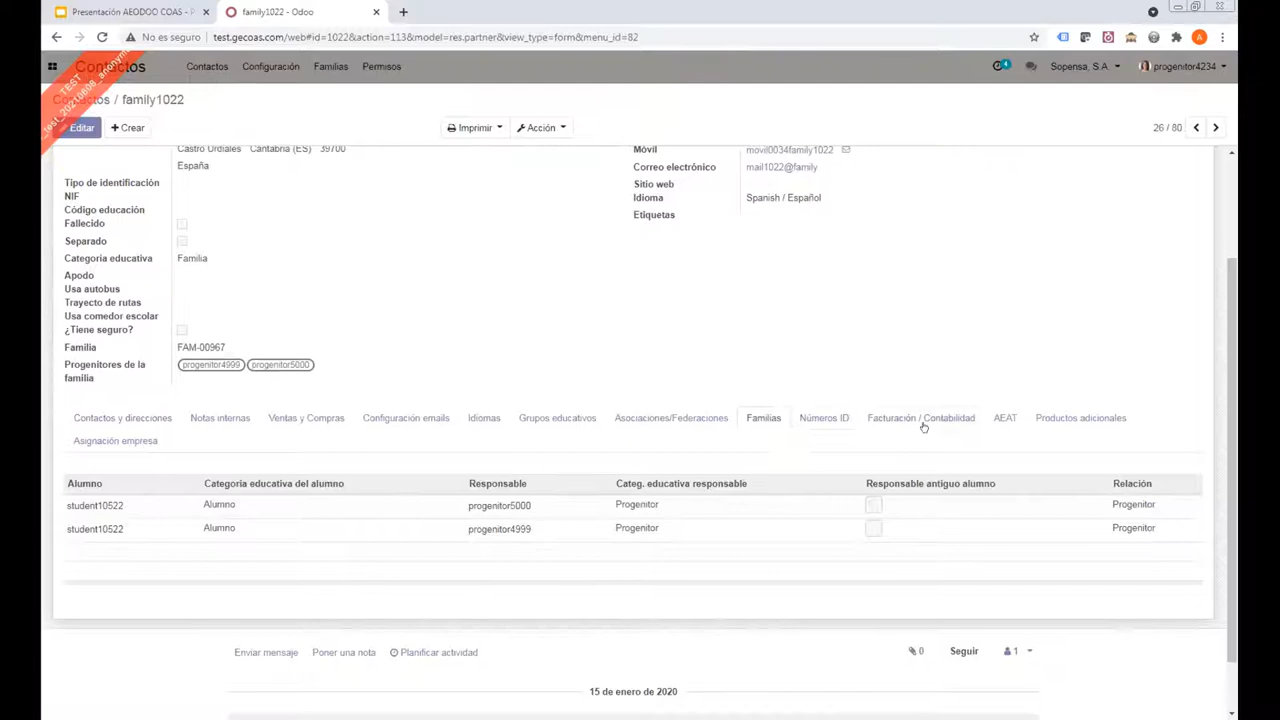 Presentación AEODOO COAS - P
family1022 - Odoo
No es seguro test.gecoas.com/web#id=1022&action=113&model=res.partner&view_type=form&menu_id=82
Contactos Contactos Configuración Familias Permisos 4 Sopensa, S.A. progenitor4234
TEST
test_20210608_anonym
Contactos / family1022
Editar Crear Imprimir Acción 26 / 80
Castro Urdiales Cantabria (ES) 39700
España
Tipo de identificación
NIF
Código educación
Fallecido
Separado
Categoria educativa Familia
Apodo
Usa autobus
Trayecto de rutas
Usa comedor escolar
¿Tiene seguro?
Familia FAM-00967
Progenitores de la familia progenitor4999 progenitor5000
Móvil movil0034family1022
Correo electrónico mail1022@family
Sitio web
Idioma Spanish / Español
Etiquetas
Contactos y direcciones Notas internas Ventas y Compras Configuración emails Idiomas Grupos educativos Asociaciones/Federaciones Familias Números ID Facturación / Contabilidad AEAT Productos adicionales
Asignación empresa
Alumno Categoria educativa del alumno Responsable Categ. educativa responsable Responsable antiguo alumno Relación
student10522 Alumno progenitor5000 Progenitor Progenitor
student10522 Alumno progenitor4999 Progenitor Progenitor
Enviar mensaje Poner una nota Planificar actividad 0 Seguir 1
15 de enero de 2020